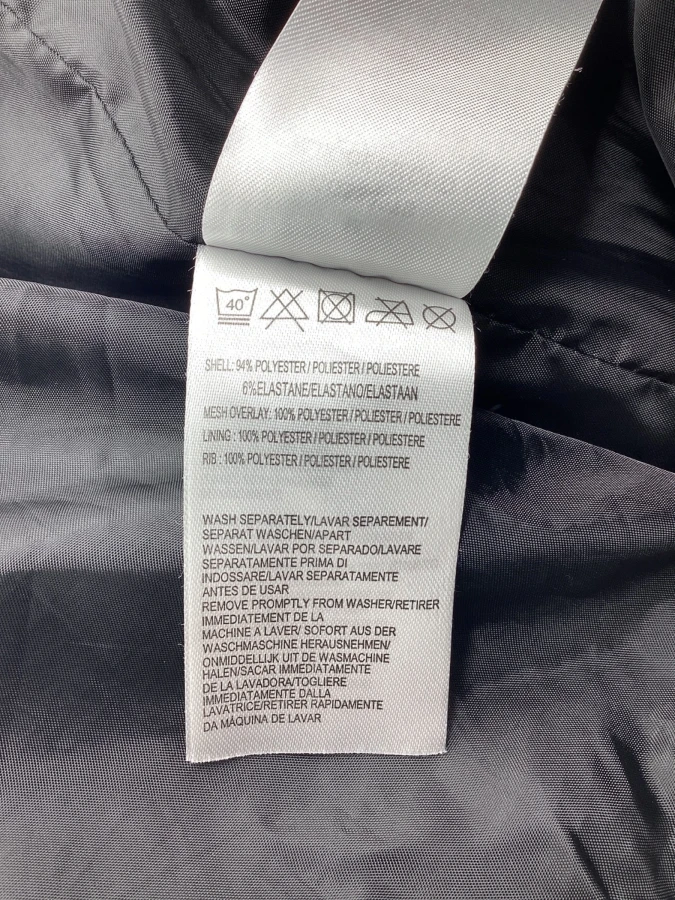 40°
SHELL: 94% POLYESTER / POLIESTER / POLIESTERE
6%ELASTANE/ELASTANO/ELASTAAN
MESH OVERLAY: 100% POLYESTER / POLIESTER / POLIESTERE
LINING : 100% POLYESTER / POLIESTER / POLIESTERE
RIB : 100% POLYESTER / POLIESTER / POLIESTERE
WASH SEPARATELY/LAVAR SEPAREMENT/
SEPARAT WASCHEN/APART
WASSEN/LAVAR POR SEPARADO/LAVARE
SEPARATAMENTE PRIMA DI
INDOSSARE/LAVAR SEPARATAMENTE
ANTES DE USAR
REMOVE PROMPTLY FROM WASHER/RETIRER
IMMEDIATEMENT DE LA
MACHINE A LAVER/ SOFORT AUS DER
WASCHMASCHINE HERAUSNEHMEN/
ONMIDDELLIJK UIT DE WASMACHINE
HALEN/SACAR IMMEDIATAMENTE
DE LA LAVADORA/TOGLIERE
IMMEDIATAMENTE DALLA
LAVATRICE/RETIRER RAPIDAMENTE
DA MÁQUINA DE LAVAR